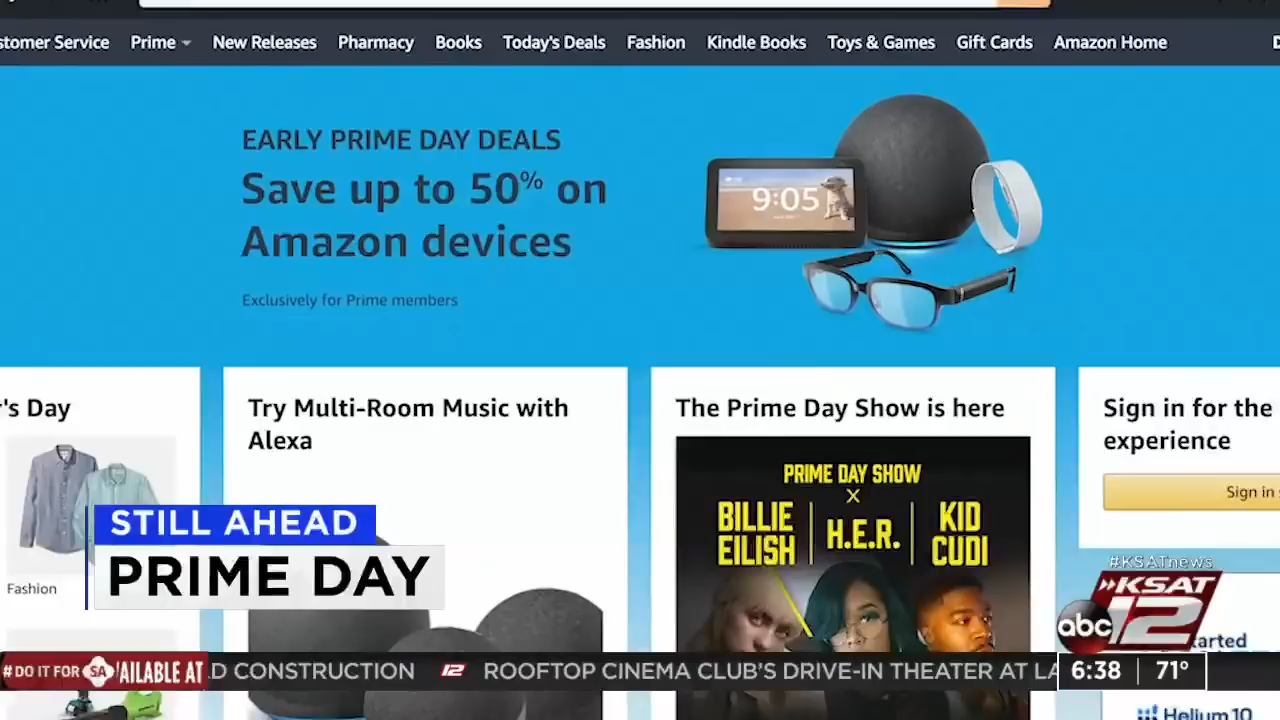 stomer Service Prime New Releases Pharmacy Books Today's Deals Fashion Kindle Books Toys & Games Gift Cards Amazon Home
EARLY PRIME DAY DEALS
Save up to 50% on
Amazon devices
Exclusively for Prime members
9:05
's Day
Fashion
Try Multi-Room Music with
Alexa
The Prime Day Show is here
PRIME DAY SHOW
X
BILLIE
EILISH
H.E.R.
KID
CUDI
Sign in for the
experience
Sign in
STILL AHEAD
PRIME DAY
#KSATnews
KSAT
abc 12
tarted
#DO IT FOR SA
AILABLE AT
D CONSTRUCTION 12 ROOFTOP CINEMA CLUB'S DRIVE-IN THEATER AT LA
6:38 71°
Helium 10